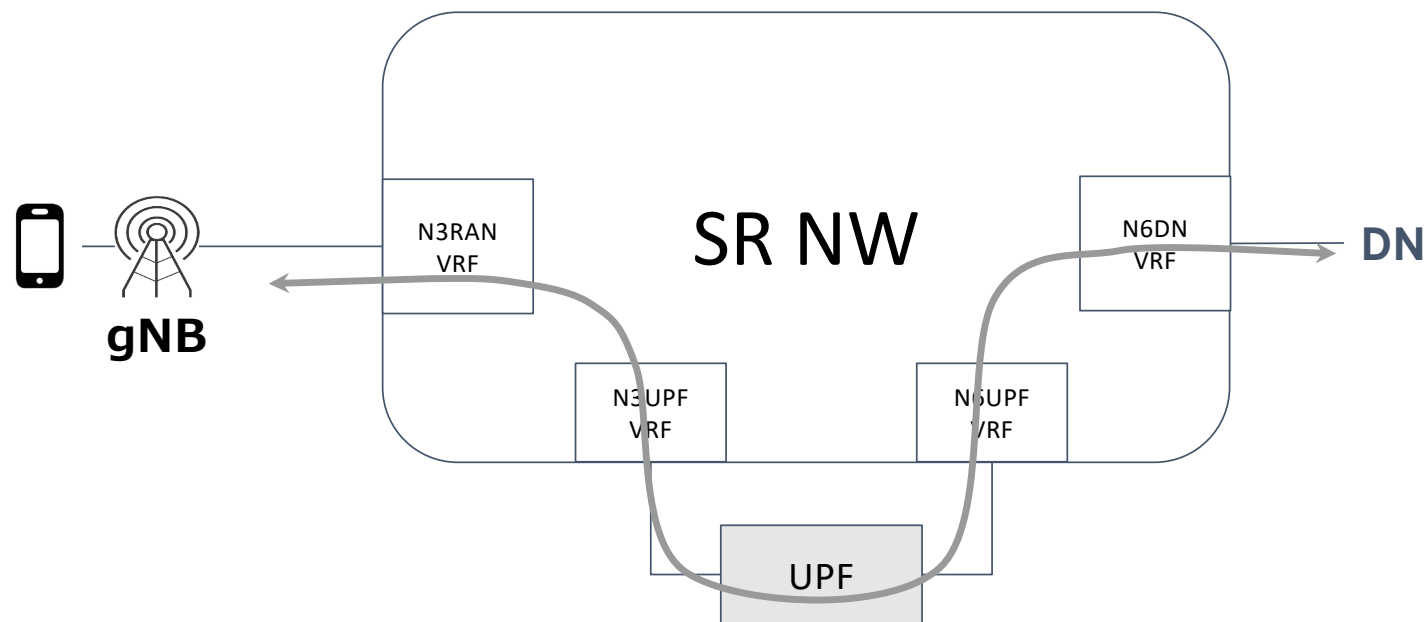 N3RAN
VRF
SR NW
N6DN
VRF
DN
gNB
N3UPF
VRF
N6UPF
VRF
UPF